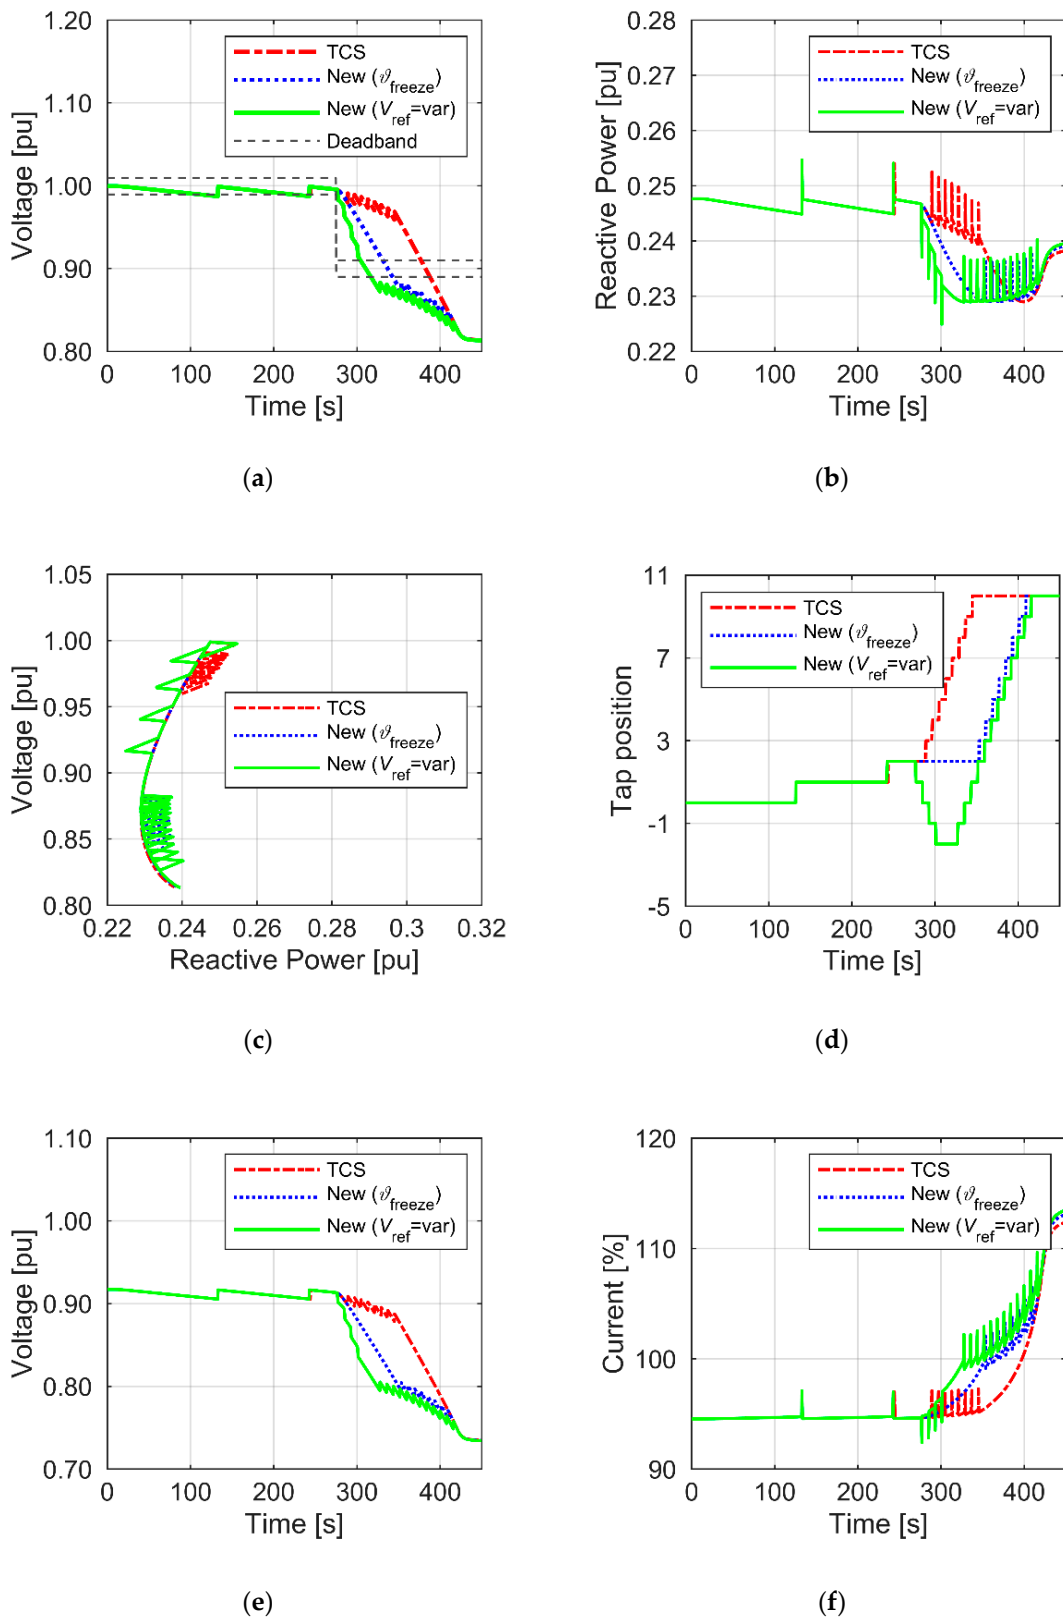 1.20
1.10
1.00
0.90
0.80
Voltage [pu]
TCS
New (ϑfreeze)
New (Vref=var)
Deadband
0 100 200 300 400
Time [s]
(a)
0.28
0.26
0.25
0.24
0.23
0.22
Reactive Power [pu]
TCS
New (ϑfreeze)
New (Vref=var)
0 100 200 300 400
Time [s]
(b)
1.05
1.00
0.95
0.90
0.85
0.80
Voltage [pu]
TCS
New (ϑfreeze)
New (Vref=var)
0.22 0.24 0.26 0.28 0.3 0.32
Reactive Power [pu]
(c)
11
7
3
-1
-5
Tap position
TCS
New (ϑfreeze)
New (Vref=var)
0 100 200 300 400
Time [s]
(d)
1.10
1.00
0.90
0.80
0.70
Voltage [pu]
TCS
New (ϑfreeze)
New (Vref=var)
0 100 200 300 400
Time [s]
(e)
120
110
100
90
Current [%]
TCS
New (ϑfreeze)
New (Vref=var)
0 100 200 300 400
Time [s]
(f)